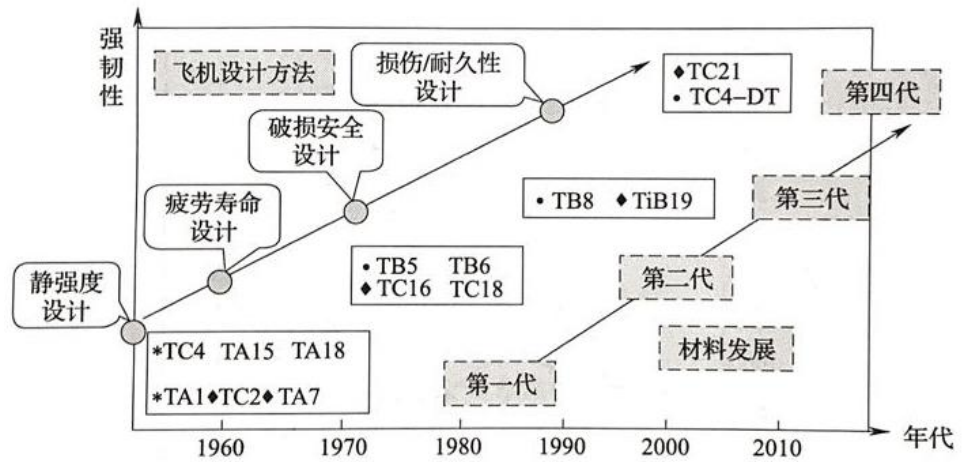 强
韧
性
飞机设计方法
损伤/耐久性
设计
破损安全
设计
疲劳寿命
设计
静强度
设计
♦TC21
• TC4-DT
第四代
第三代
• TB8 ♦TiB19
第二代
• TB5 TB6
♦TC16 TC18
材料发展
第一代
*TC4 TA15 TA18
*TA1♦TC2♦TA7
1960 1970 1980 1990 2000 2010
年代